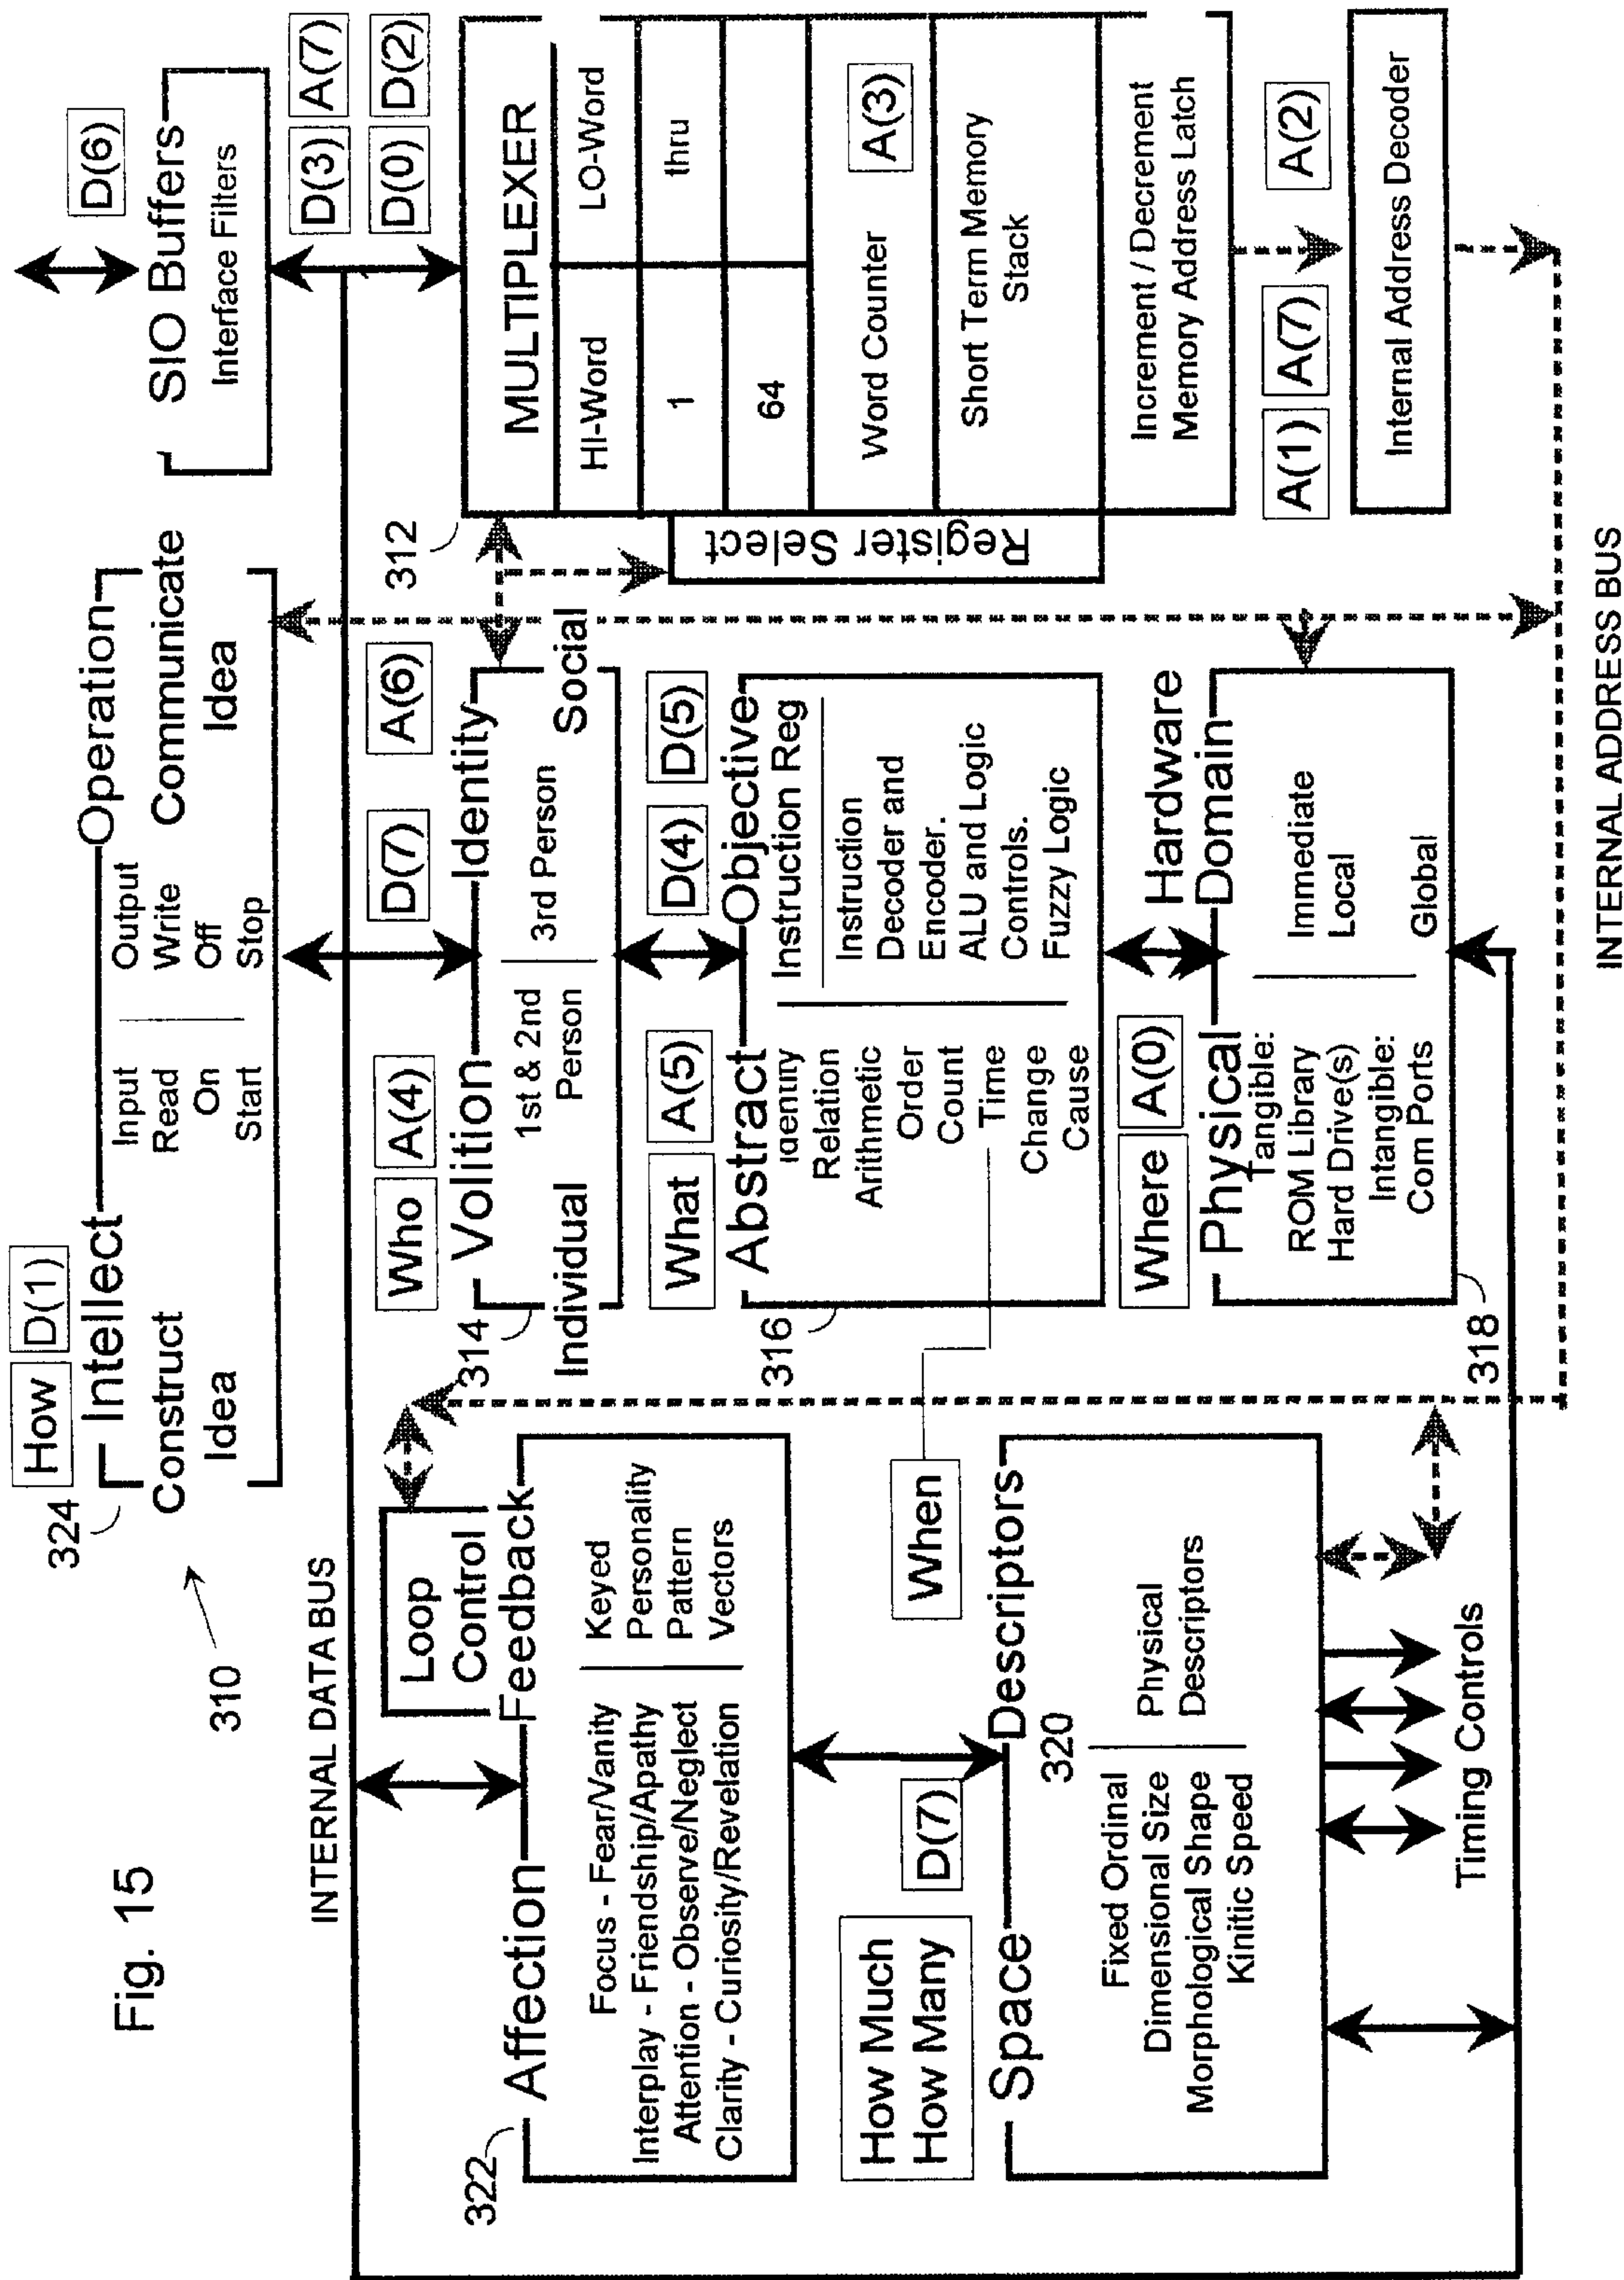 Fig. 15
310
324
How
D(1)
Intellect
Operation
Construct
Idea
Input
Read
On
Start
Output
Write
Off
Stop
Communicate
Idea
D(6)
SIO Buffers
Interface Filters
D(3)
A(7)
D(0)
D(2)
INTERNAL DATA BUS
322
Loop
Control
Affection
Feedback
Focus - Fear/Vanity
Interplay - Friendship/Apathy
Attention - Observe/Neglect
Clarity - Curiosity/Revelation
Keyed
Personality
Pattern
Vectors
How Much
How Many
D(7)
When
Space
Descriptors
320
Fixed Ordinal
Dimensional Size
Morphological Shape
Kinitic Speed
Physical
Descriptors
Timing Controls
314
Who
A(4)
D(7)
A(6)
Volition
Identity
Individual
1st & 2nd
Person
3rd Person
Social
316
What
A(5)
D(4)
D(5)
Abstract
Objective
Identity
Relation
Arithmetic
Order
Count
Time
Change
Cause
Instruction Reg
Instruction
Decoder and
Encoder.
ALU and Logic
Controls.
Fuzzy Logic
318
Where
A(0)
Hardware
Physical
Domain
Tangible:
ROM Library
Hard Drive(s)
Intangible:
Com Ports
Immediate
Local
Global
312
MULTIPLEXER
HI-Word
LO-Word
1
thru
64
Register Select
Word Counter
A(3)
Short Term Memory
Stack
Increment / Decrement
Memory Address Latch
A(1)
A(7)
A(2)
Internal Address Decoder
INTERNAL ADDRESS BUS